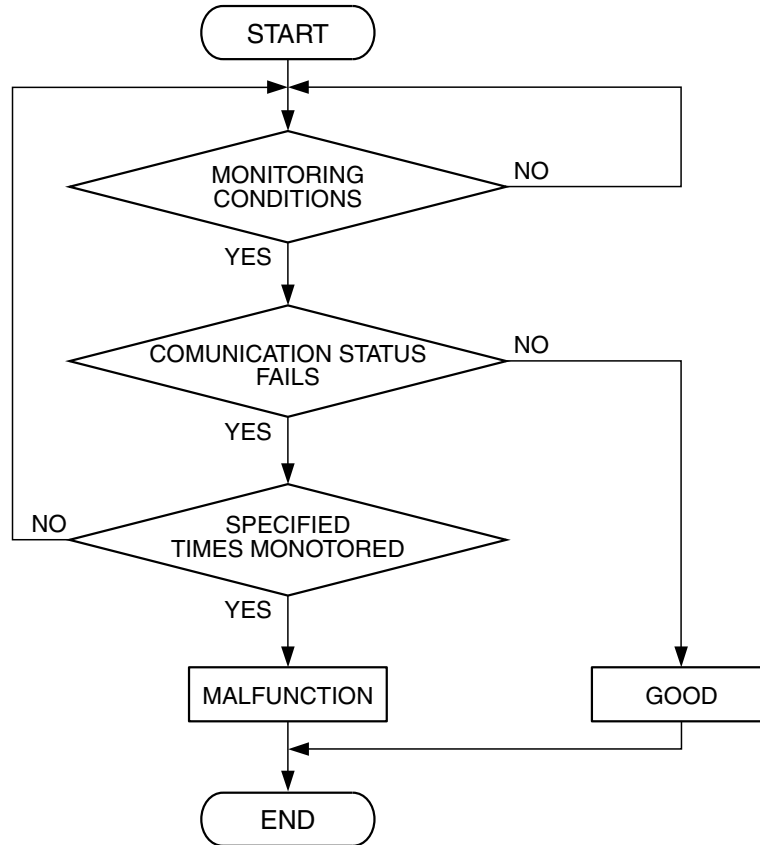 START
MONITORING
CONDITIONS
NO
YES
COMUNICATION STATUS
FAILS
NO
YES
NO
SPECIFIED
TIMES MONOTORED
YES
MALFUNCTION
GOOD
END